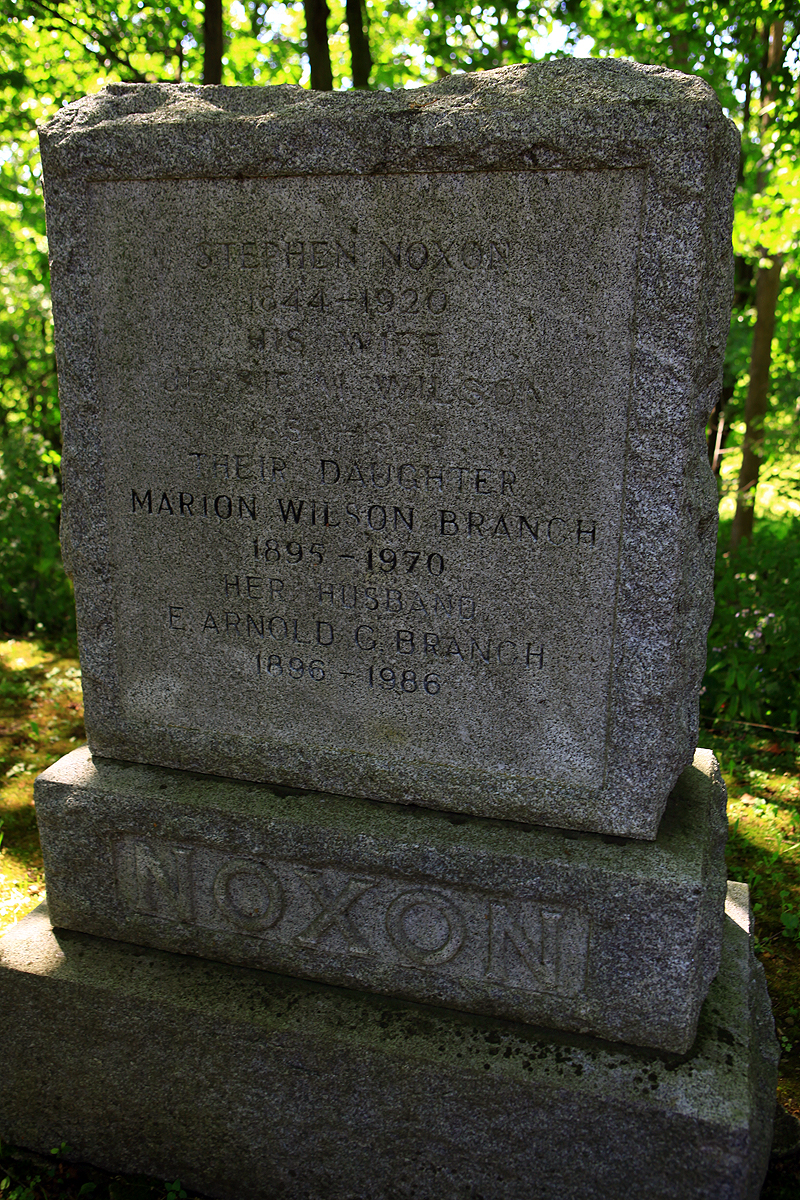 STEPHEN NOXON
1844-1920
HIS WIFE
WILSON
THEIR DAUGHTER
MARION WILSON BRANCH
1895-1970
HER HUSBAND
E. ARNOLD C. BRANCH
1896-1986
NOXON